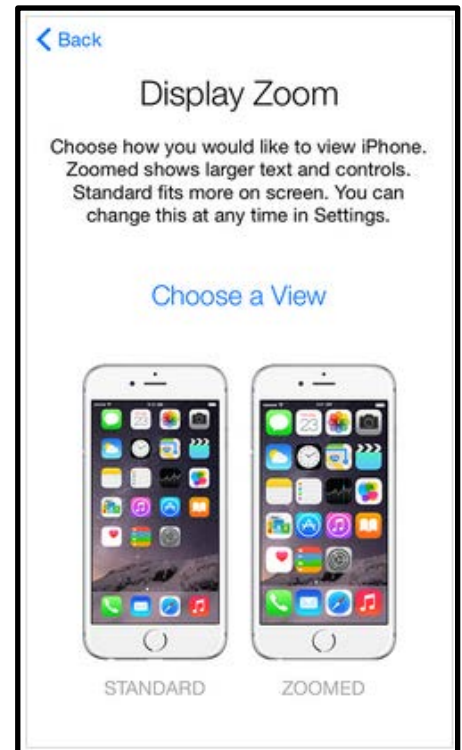 Back
Display Zoom
Choose how you would like to view iPhone.
Zoomed shows larger text and controls.
Standard fits more on screen. You can
change this at any time in Settings.
Choose a View
STANDARD
ZOOMED